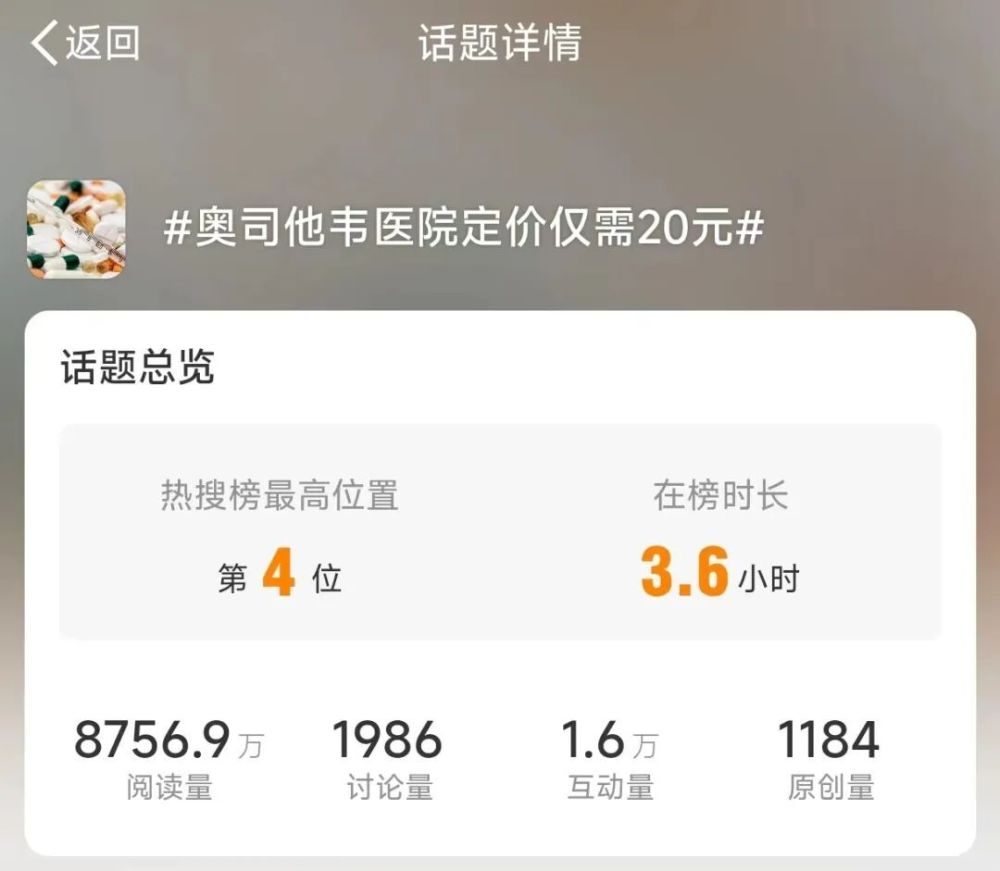 返回
话题详情
#奥司他韦医院定价仅需20元#
话题总览
热搜榜最高位置 在榜时长
第 4 位 3.6 小时
8756.9万 1986 1.6万 1184
阅读量 讨论量 互动量 原创量